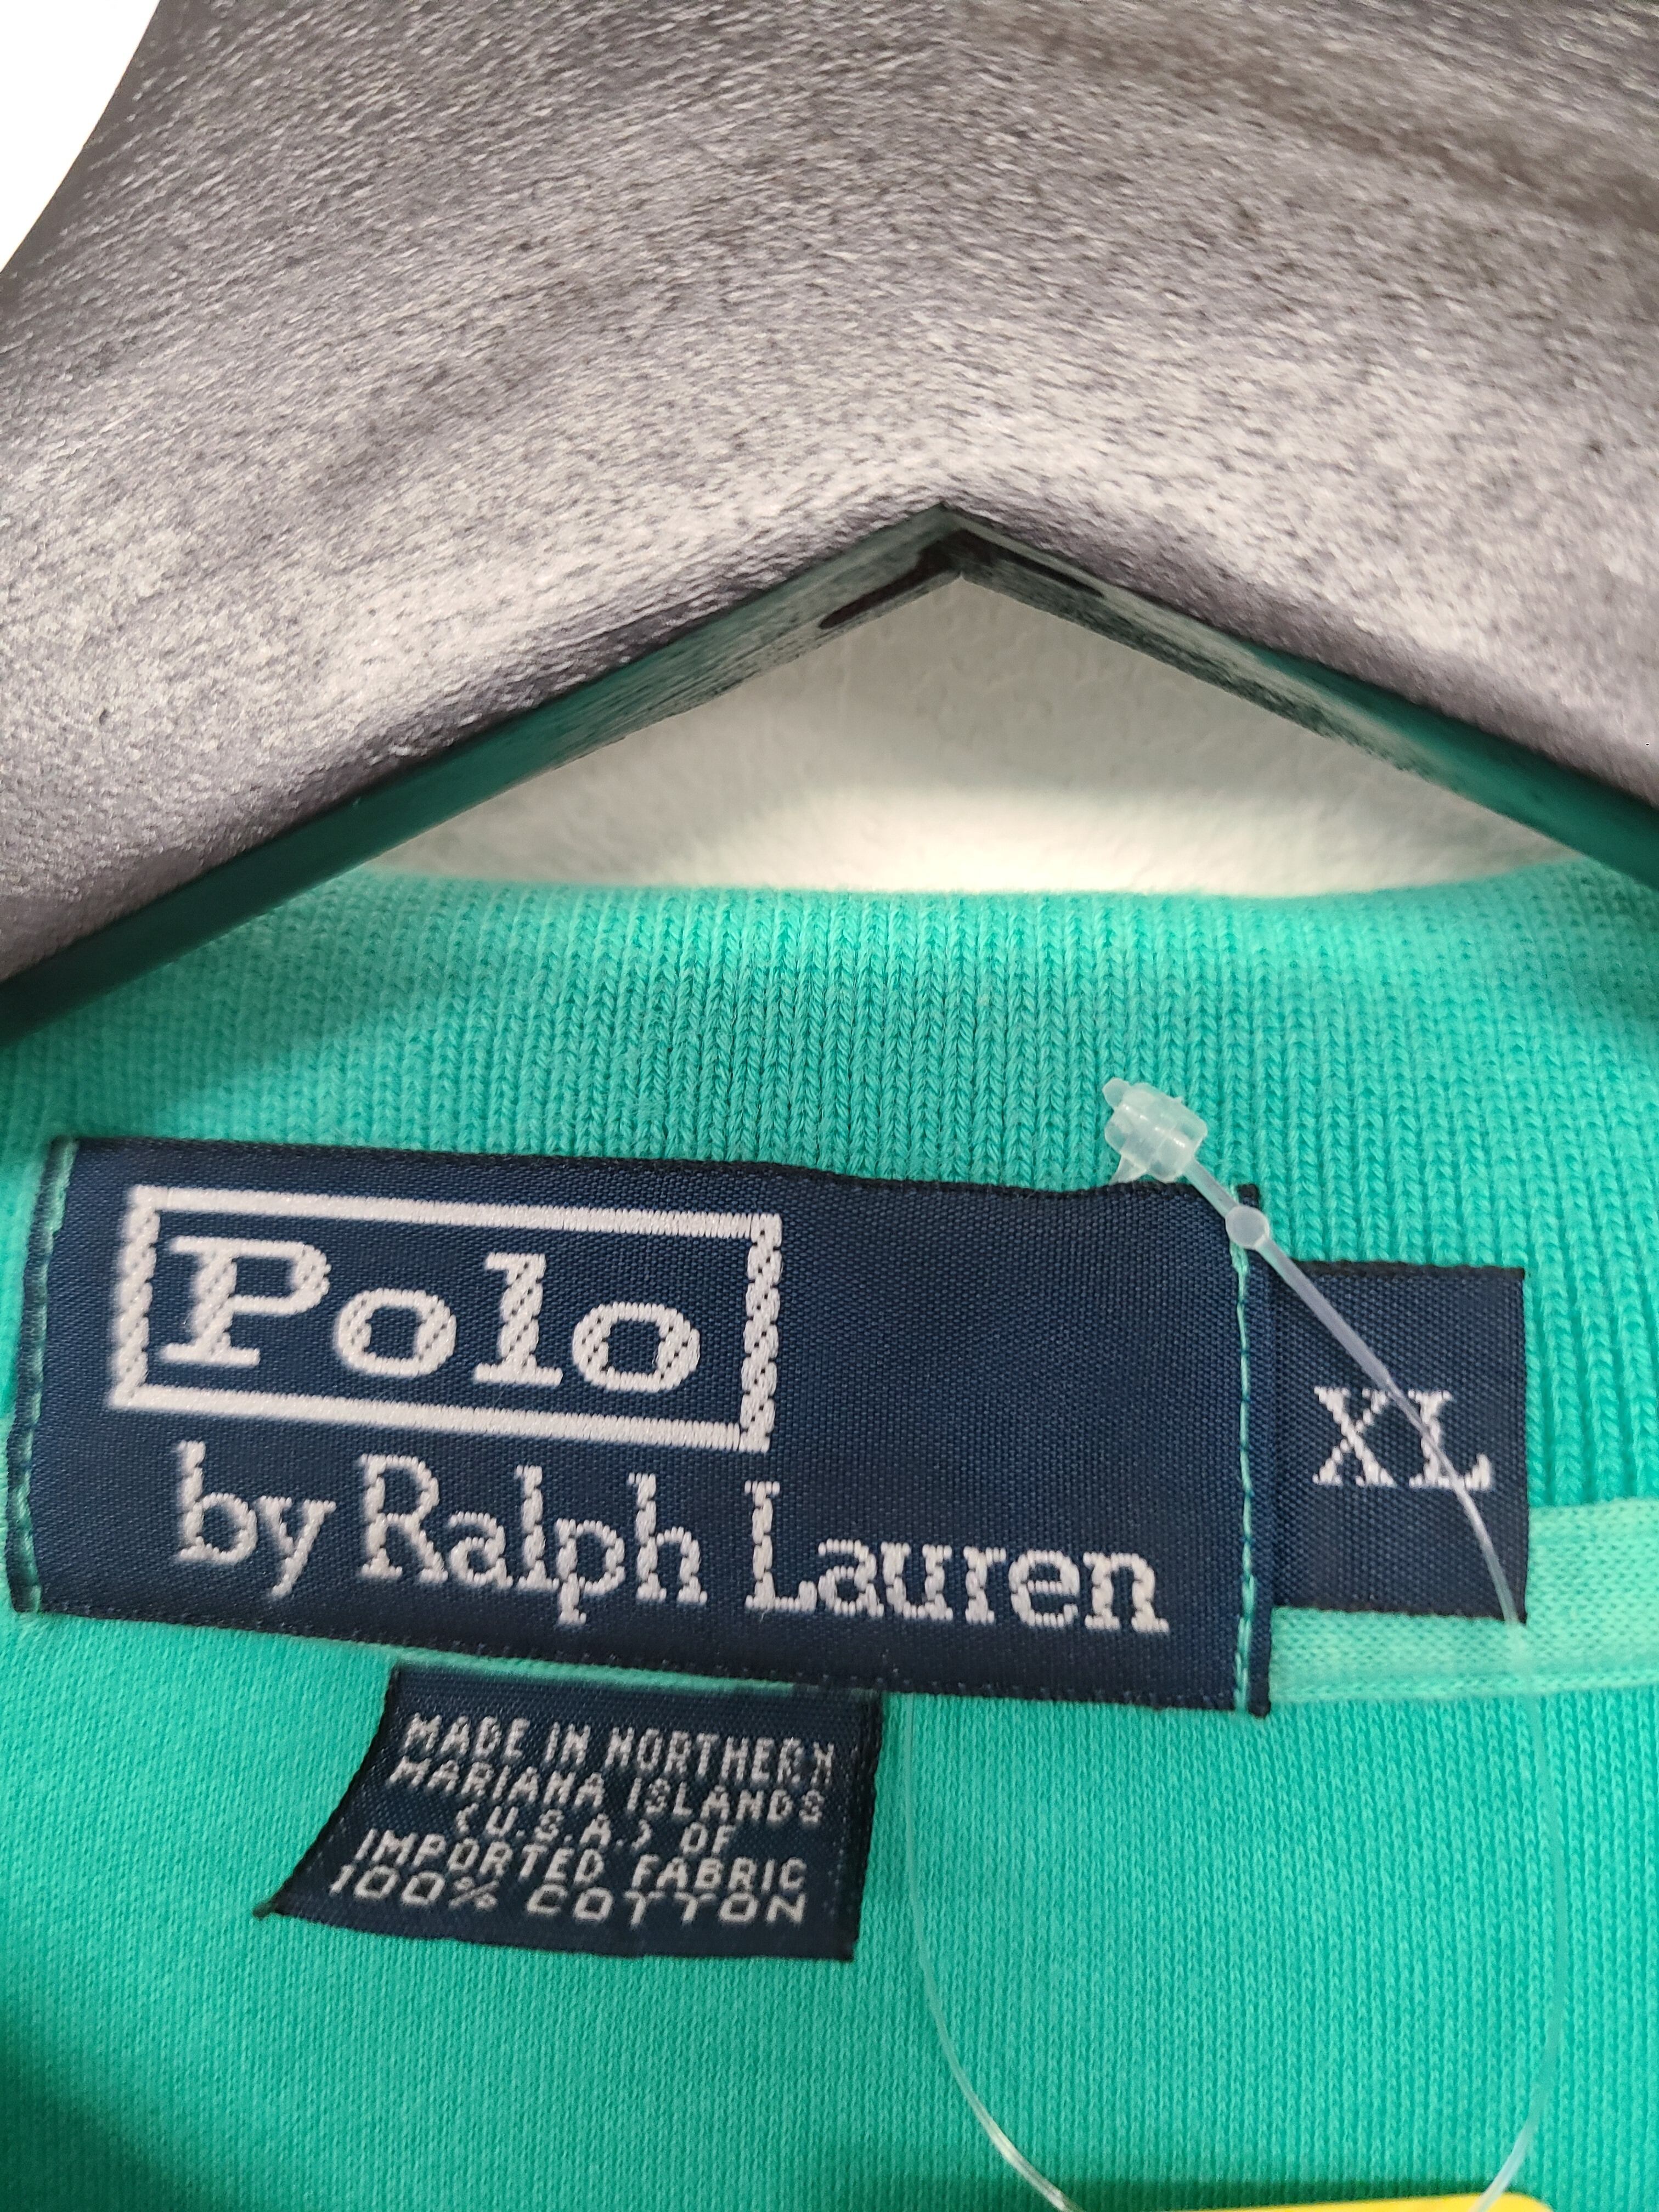 Polo
by Ralph Lauren
XL
MADE IN NORTHERN
MARIANA ISLANDS
(U.S.A.) OF
IMPORTED FABRIC
100% COTTON